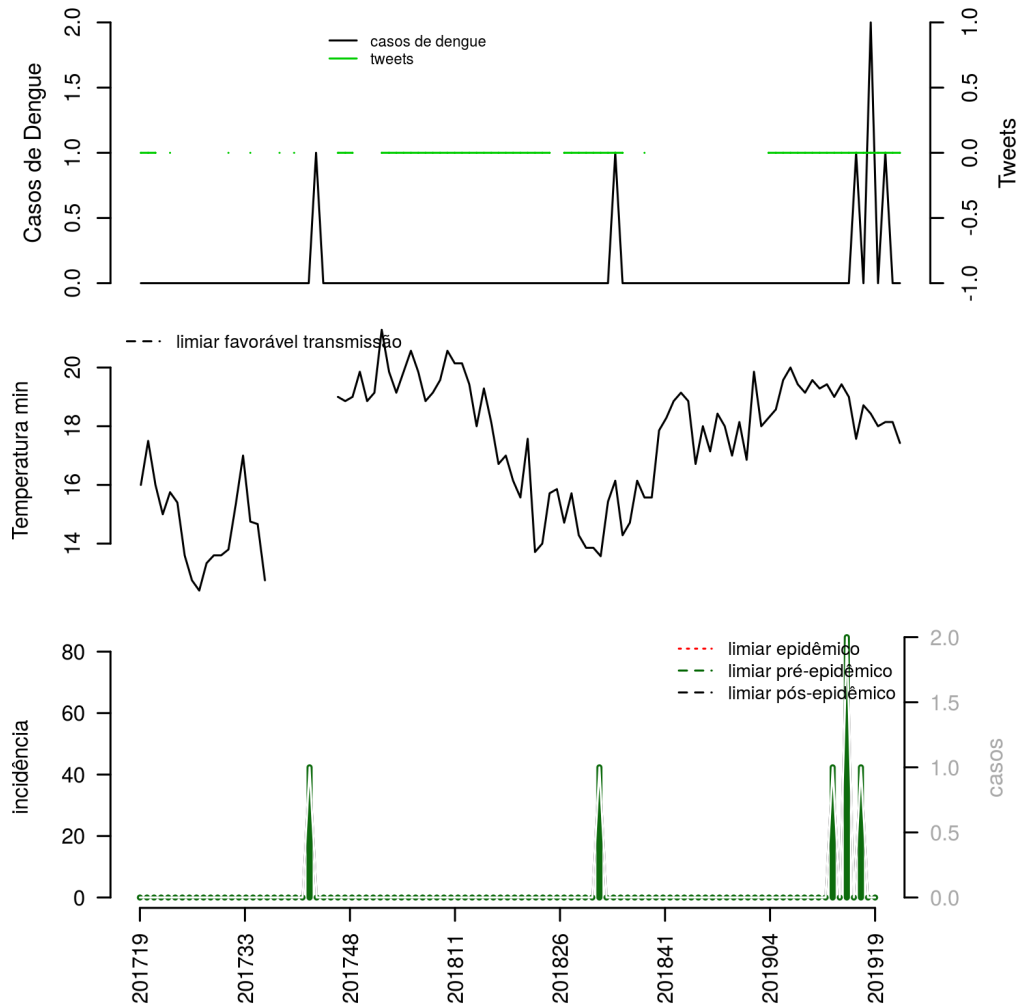 casos de dengue
tweets
Casos de Dengue
0.0
0.5
1.0
1.5
2.0
Tweets
-1.0
-0.5
0.0
0.5
1.0
limiar favorável transmissão
Temperatura min
14
16
18
20
limiar epidêmico
limiar pré-epidêmico
limiar pós-epidêmico
incidência
0
20
40
60
80
casos
0.0
0.5
1.0
1.5
2.0
201719
201733
201748
201811
201826
201841
201904
201919